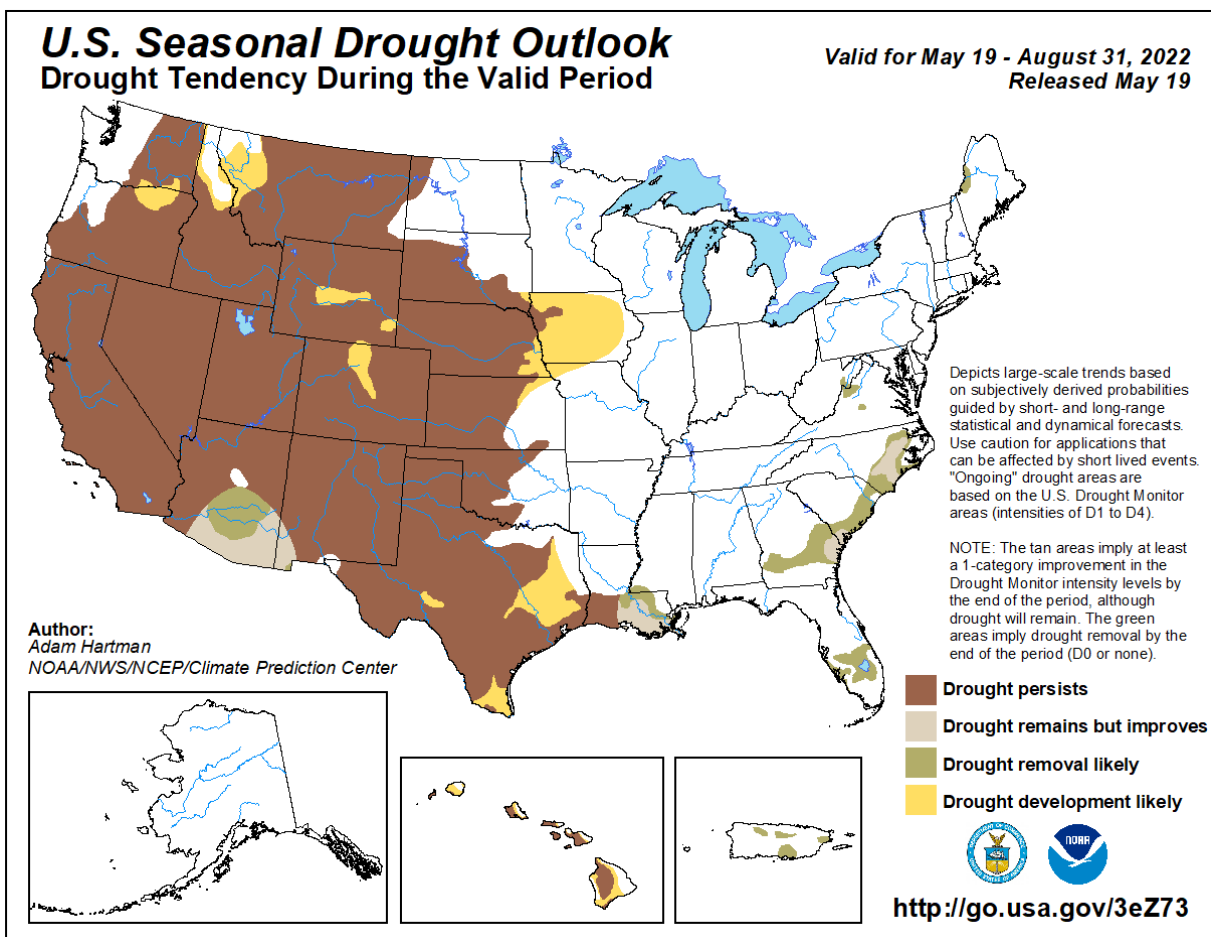 U.S. Seasonal Drought Outlook
Drought Tendency During the Valid Period
Valid for May 19 - August 31, 2022
Released May 19
Depicts large-scale trends based
on subjectively derived probabilities
guided by short- and long-range
statistical and dynamical forecasts.
Use caution for applications that
can be affected by short lived events.
"Ongoing" drought areas are
based on the U.S. Drought Monitor
areas (intensities of D1 to D4).
NOTE: The tan areas imply at least
a 1-category improvement in the
Drought Monitor intensity levels by
the end of the period, although
drought will remain. The green
areas imply drought removal by the
end of the period (D0 or none).
Author:
Adam Hartman
NOAA/NWS/NCEP/Climate Prediction Center
Drought persists
Drought remains but improves
Drought removal likely
Drought development likely
NOAA
http://go.usa.gov/3eZ73